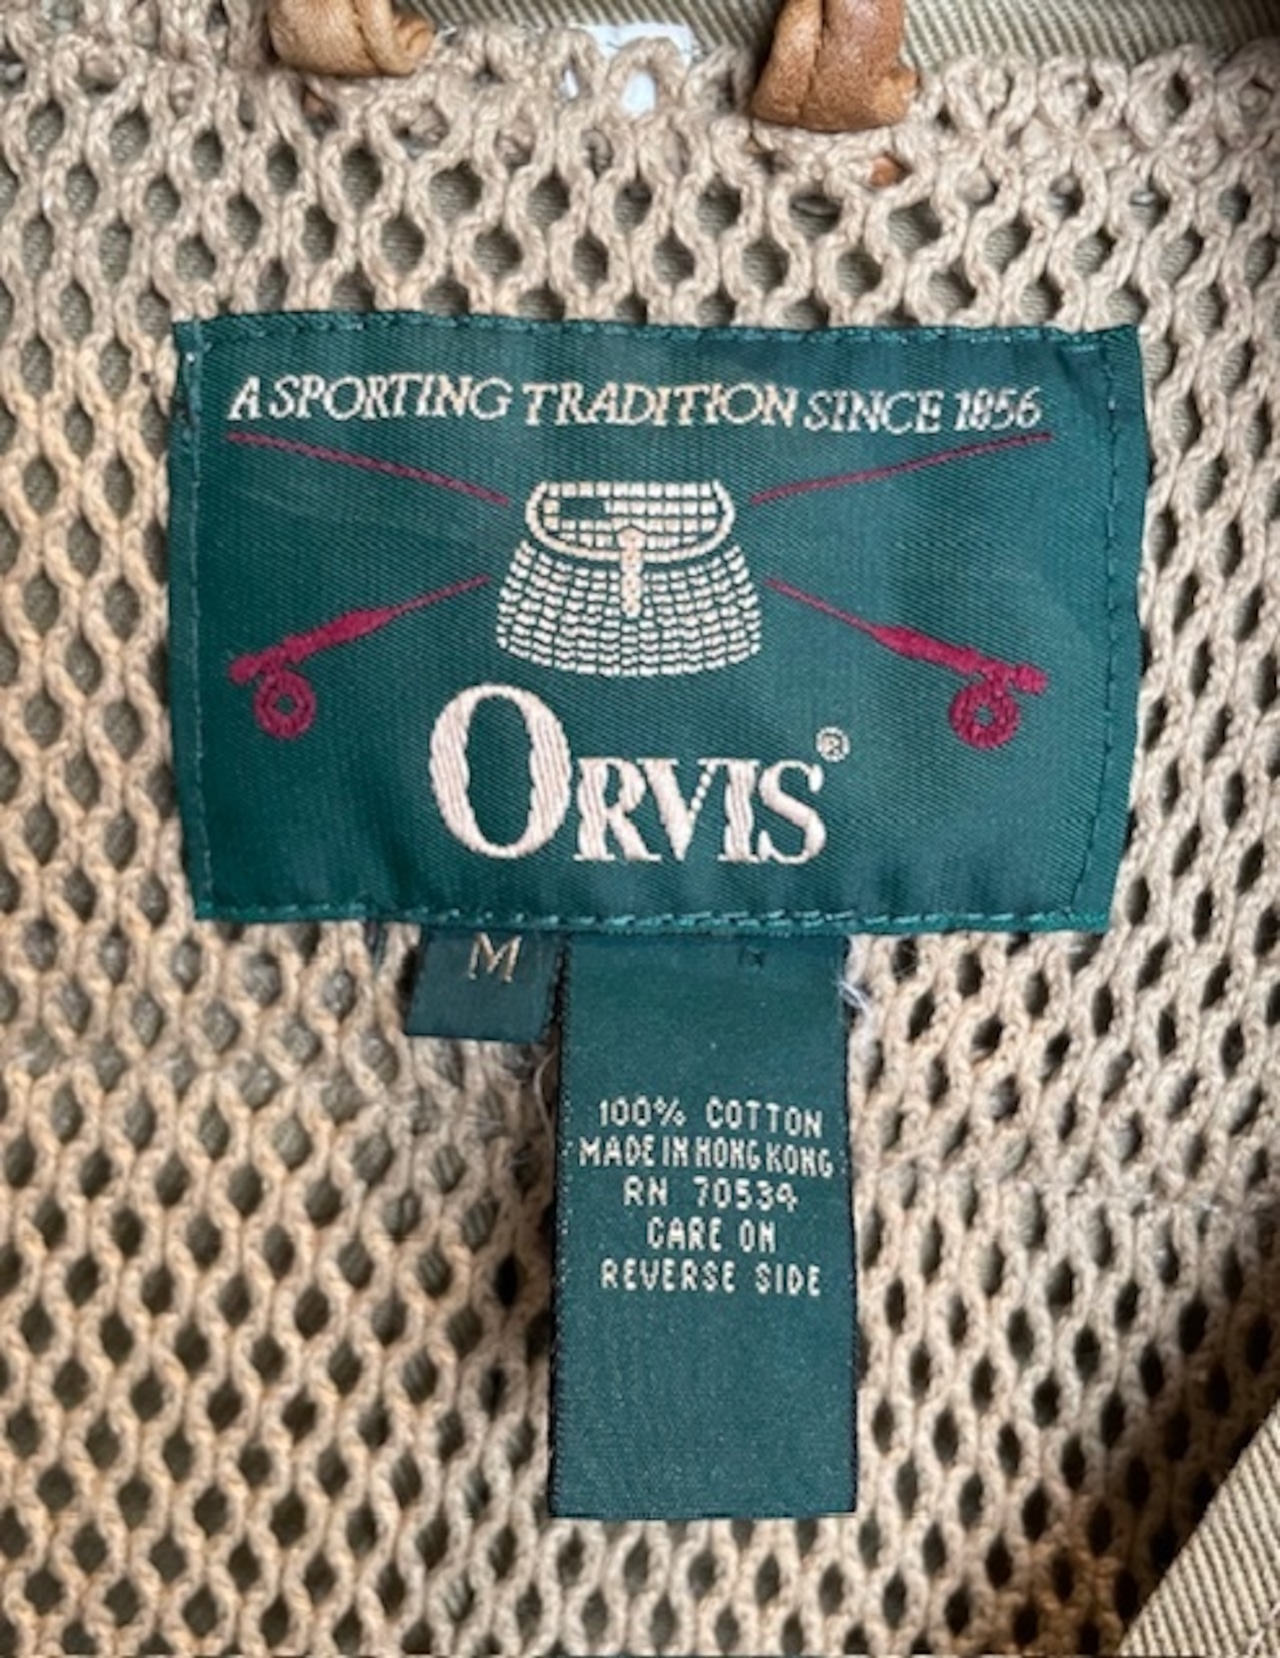 A SPORTING TRADITION SINCE 1856
ORVIS®
M
100% COTTON
MADE IN HONG KONG
RN 70534
CARE ON
REVERSE SIDE